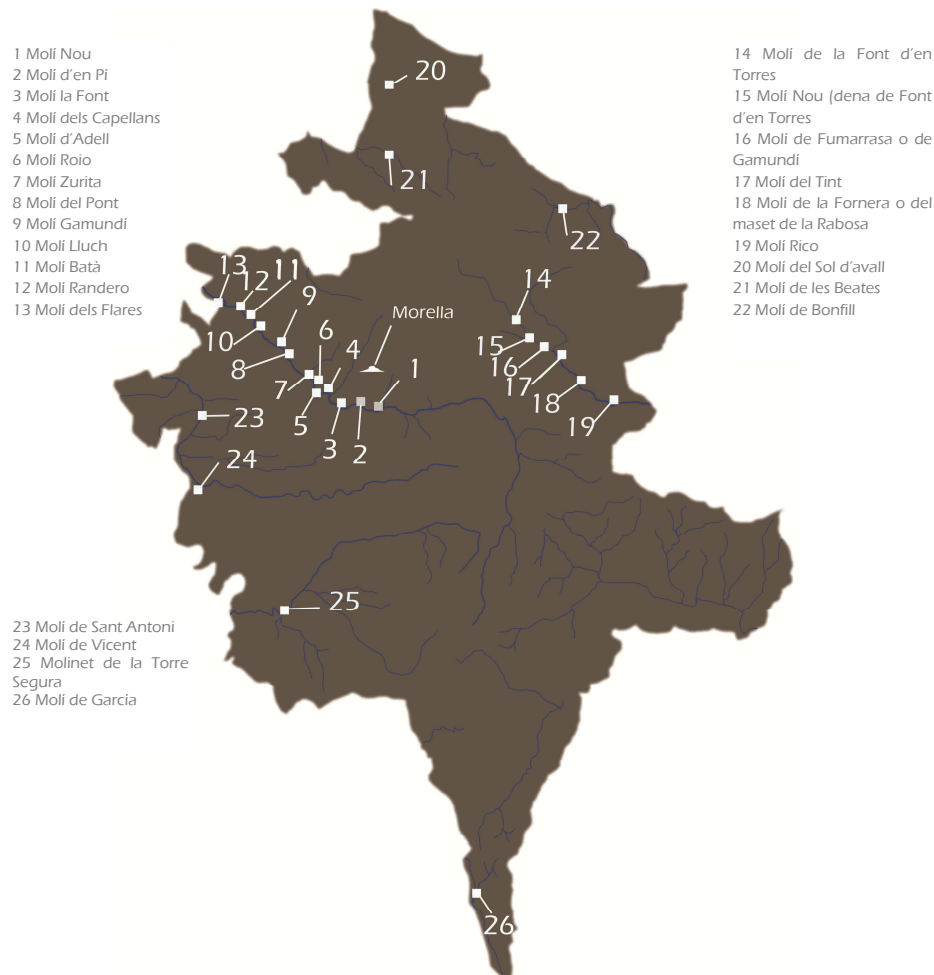 1 Molí Nou
2 Molí d'en Pi
3 Molí la Font
4 Molí dels Capellans
5 Molí d'Adell
6 Molí Roio
7 Molí Zurita
8 Molí del Pont
9 Molí Gamundí
10 Molí Lluch
11 Molí Batà
12 Molí Randero
13 Molí dels Flares
14 Molí de la Font d'en
Torres
15 Molí Nou (dena de Font
d'en Torres
16 Molí de Fumarrasa o de
Gamundí
17 Molí del Tint
18 Molí de la Fornera o del
maset de la Rabosa
19 Molí Rico
20 Molí del Sol d'avall
21 Molí de les Beates
22 Molí de Bonfill
20
21
22
13
12
11
9
10
8
14
Morella
15
16
17
6
4
1
7
5
18
19
3
2
23
24
25
26
23 Molí de Sant Antoni
24 Molí de Vicent
25 Molinet de la Torre
Segura
26 Molí de Garcia